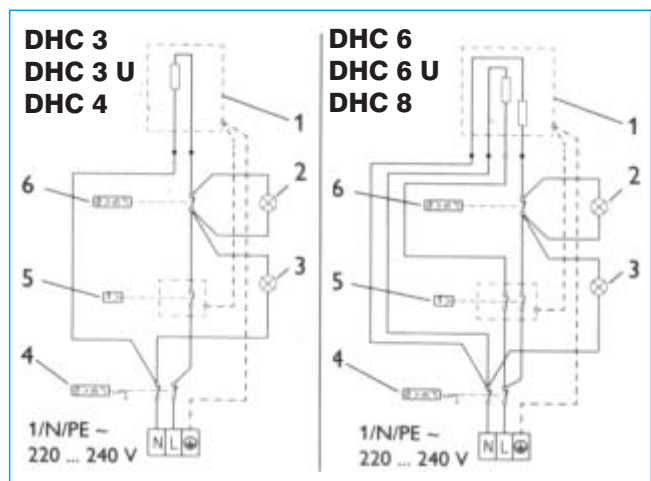 DHC 3
DHC 3 U
DHC 4
1
2
6
3
5
4
1/N/PE ~
220 ... 240 V
N L
DHC 6
DHC 6 U
DHC 8
1
2
6
3
5
4
1/N/PE ~
220 ... 240 V
N L